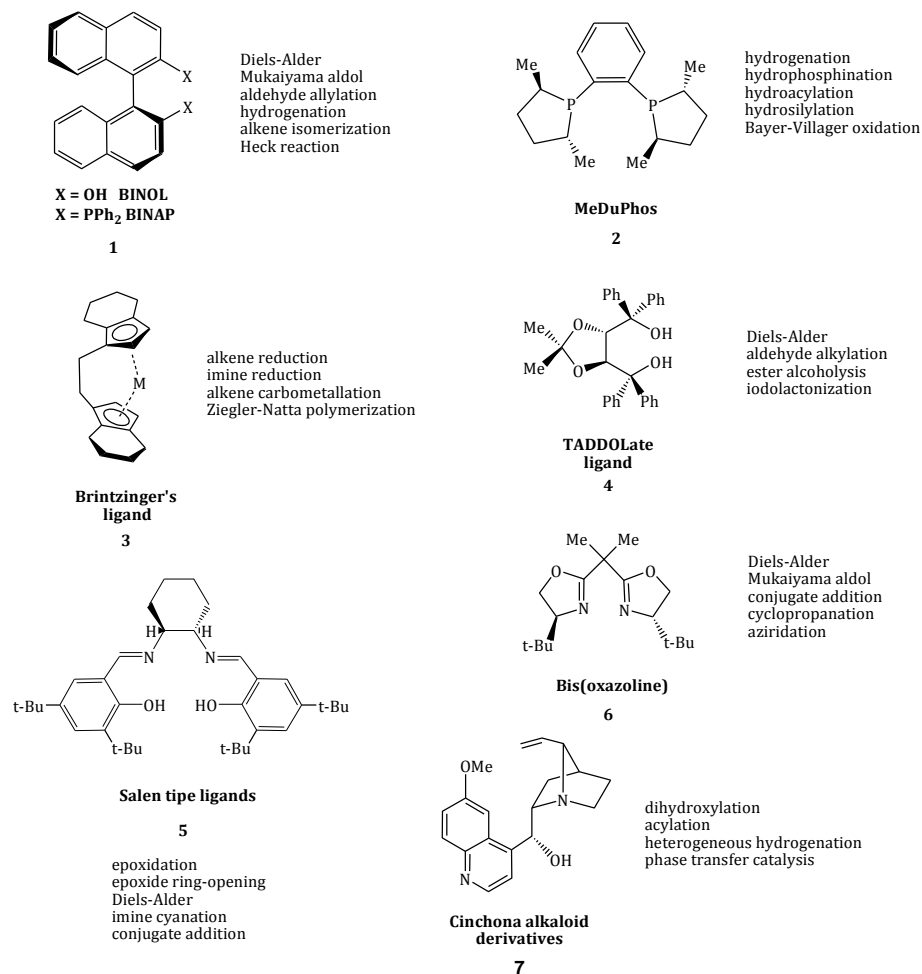 X
X
Diels-Alder
Mukaiyama aldol
aldehyde allylation
hydrogenation
alkene isomerization
Heck reaction
X = OH BINOL
X = PPh2 BINAP
1
Me
Me
P
P
Me
Me
hydrogenation
hydrophosphination
hydroacylation
hydrosilylation
Bayer-Villager oxidation
MeDuPhos
2
M
alkene reduction
imine reduction
alkene carbometallation
Ziegler-Natta polymerization
Brintzinger's
ligand
3
Ph
Ph
Me
O
OH
Me
O
OH
Ph
Ph
Diels-Alder
aldehyde alkylation
ester alcoholysis
iodolactonization
TADDOLate
ligand
4
H
H
N
N
t-Bu
OH
HO
t-Bu
t-Bu
t-Bu
Salen tipe ligands
5
epoxidation
epoxide ring-opening
Diels-Alder
imine cyanation
conjugate addition
Me
Me
O
O
N
N
t-Bu
t-Bu
Diels-Alder
Mukaiyama aldol
conjugate addition
cyclopropanation
aziridation
Bis(oxazoline)
6
OMe
N
OH
N
dihydroxylation
acylation
heterogeneous hydrogenation
phase transfer catalysis
Cinchona alkaloid
derivatives
7